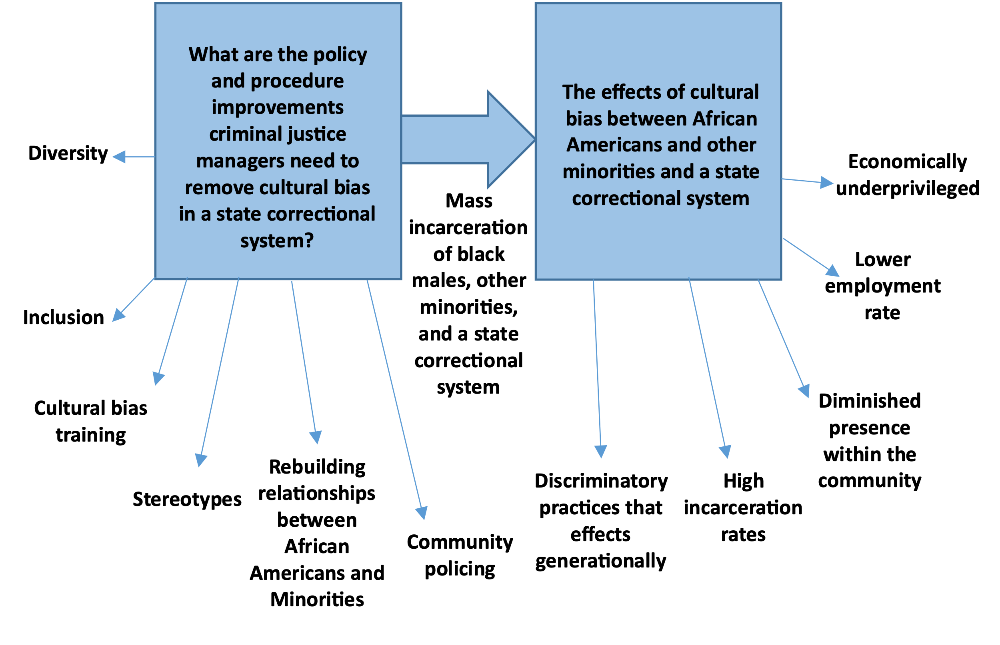 What are the policy
and procedure
improvements
criminal justice
managers need to
remove cultural bias
in a state correctional
system?
The effects of cultural
bias between African
Americans and other
minorities and a state
correctional system
Diversity
Inclusion
Cultural bias
training
Stereotypes
Rebuilding
relationships
between
African
Americans and
Minorities
Community
policing
Mass
incarceration
of black
males, other
minorities,
and a state
correctional
system
Economically
underprivileged
Lower
employment
rate
Diminished
presence
within the
community
High
incarceration
rates
Discriminatory
practices that
effects
generationally